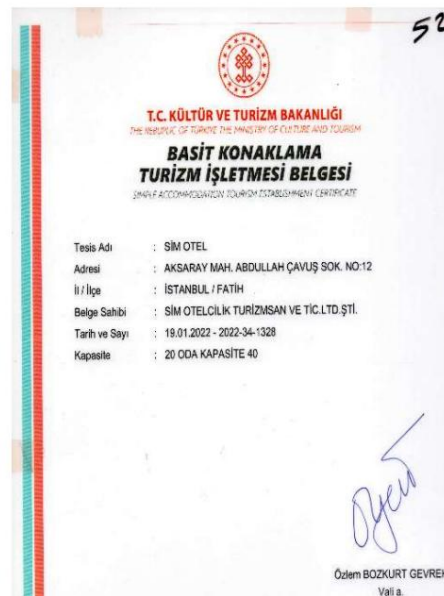 52
T.C. KÜLTÜR VE TURİZM BAKANLIĞI
THE REPUBLIC OF TÜRKİYE THE MINISTRY OF CULTURE AND TOURISM
BASİT KONAKLAMA
TURİZM İŞLETMESİ BELGESİ
SIMPLE ACCOMMODATION TOURISM ESTABLISHMENT CERTIFICATE
Tesis Adı : SİM OTEL
Adresi : AKSARAY MAH. ABDULLAH ÇAVUŞ SOK. NO:12
İl / İlçe : İSTANBUL / FATİH
Belge Sahibi : SİM OTELCİLİK TURİZMSAN VE TİC.LTD.ŞTİ.
Tarih ve Sayı : 19.01.2022 - 2022-34-1328
Kapasite : 20 ODA KAPASİTE 40
Özlem BOZKURT GEVREK
Vali a.